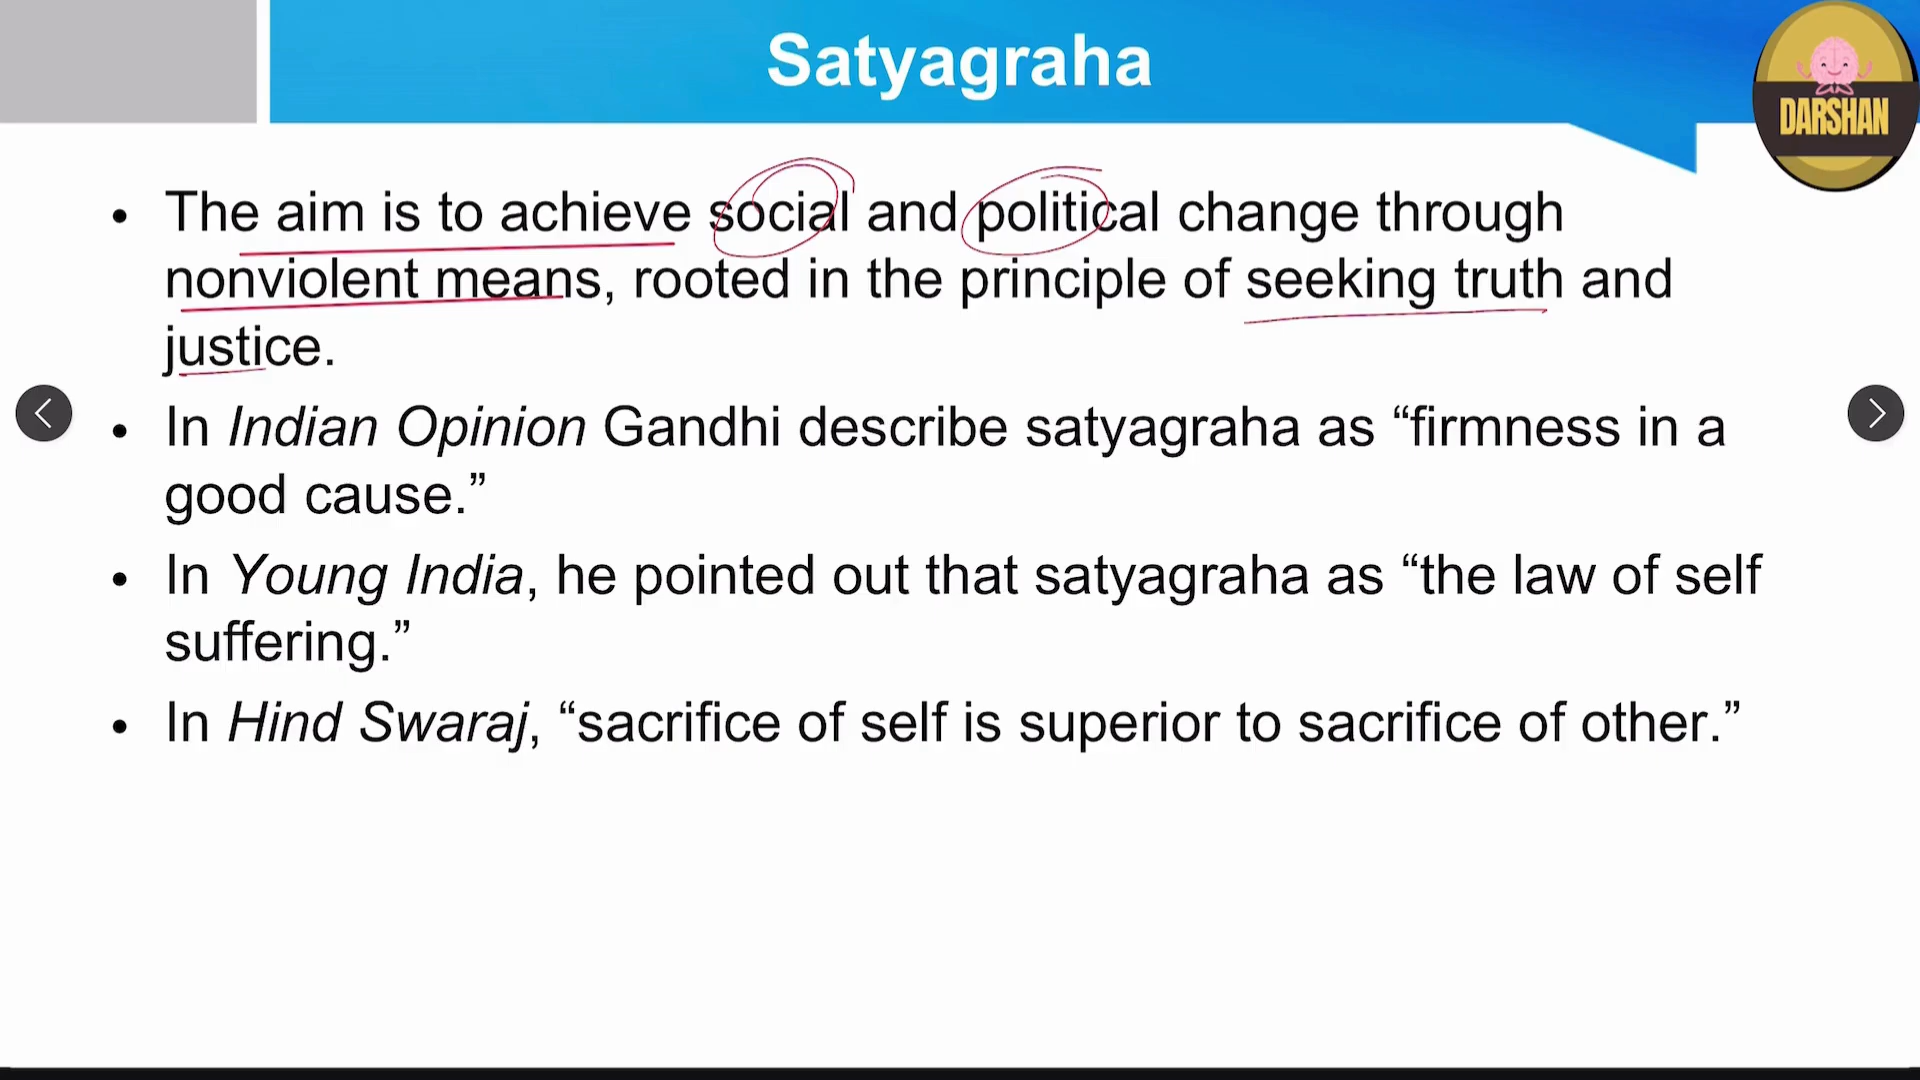 Satyagraha
DARSHAN
• The aim is to achieve social and political change through
nonviolent means, rooted in the principle of seeking truth and
justice.
• In Indian Opinion Gandhi describe satyagraha as “firmness in a
good cause.”
• In Young India, he pointed out that satyagraha as “the law of self
suffering.”
• In Hind Swaraj, “sacrifice of self is superior to sacrifice of other.”